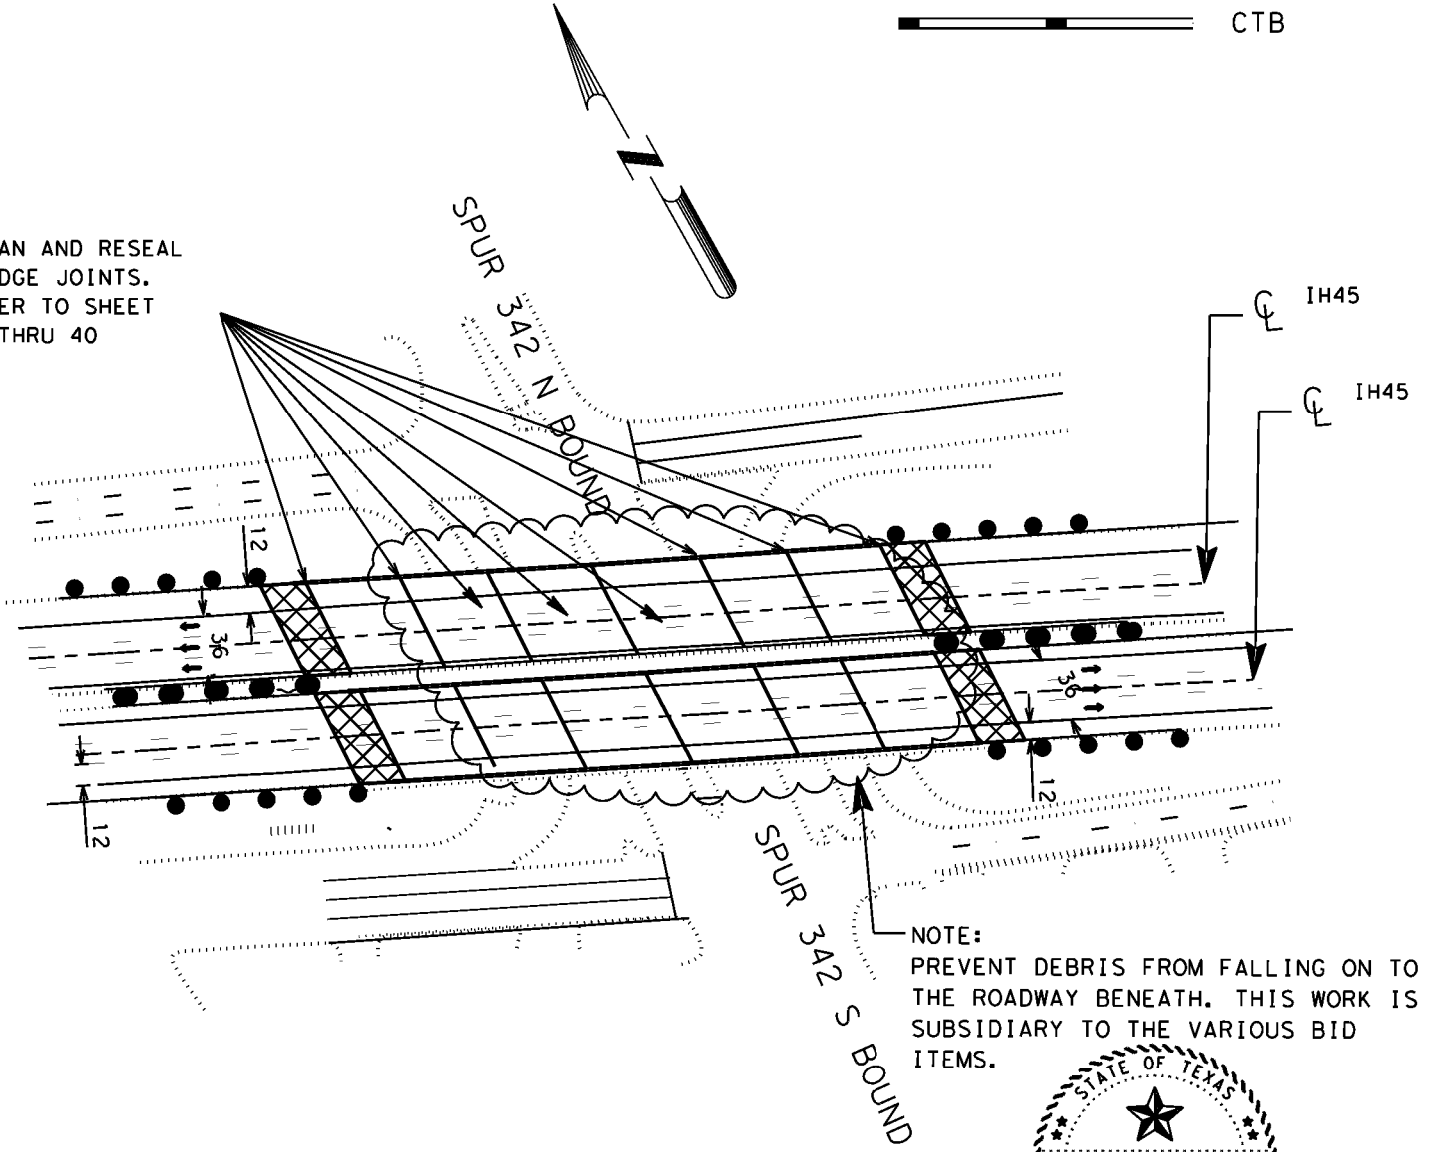 CTB
AN AND RESEAL
DGE JOINTS.
ER TO SHEET
THRU 40
SPUR 342 N BOUND
℄ IH45
℄ IH45
12
36
36
12
12
SPUR 342 S BOUND
NOTE:
PREVENT DEBRIS FROM FALLING ON TO
THE ROADWAY BENEATH. THIS WORK IS
SUBSIDIARY TO THE VARIOUS BID
ITEMS.
STATE OF TEXAS